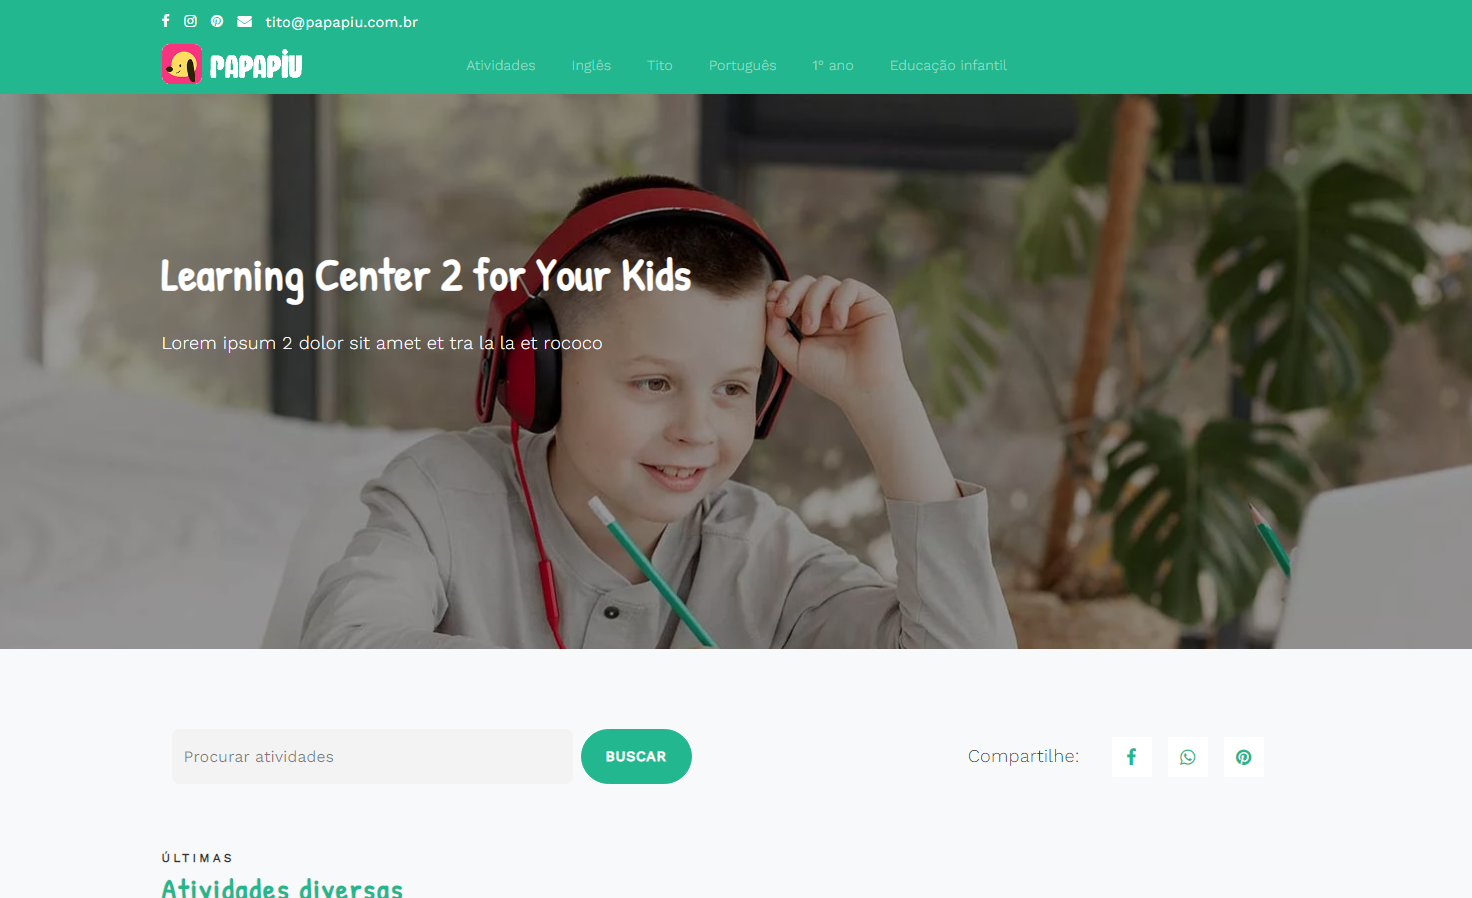 tito@papapiu.com.br
PAPAPIU
Atividades Inglês Tito Português 1º ano Educação infantil
Learning Center 2 for Your Kids
Lorem ipsum 2 dolor sit amet et tra la la et rococo
Procurar atividades
BUSCAR
Compartilhe:
ÚLTIMAS
Atividades diversas